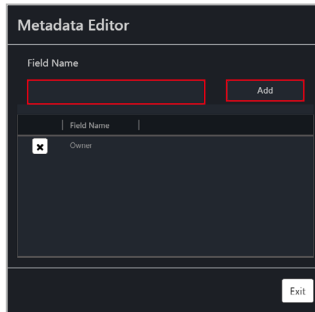 Metadata Editor
Field Name
Add
Field Name
Owner
Exit